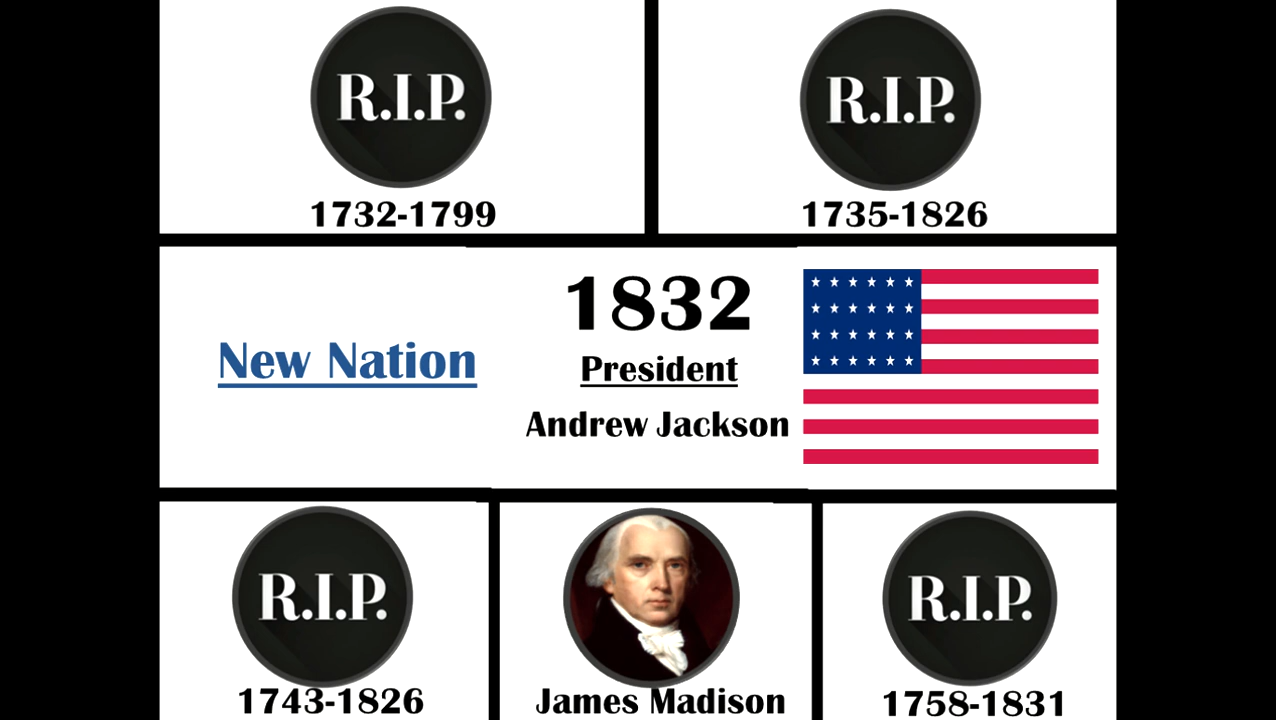 R.I.P.
1732-1799
R.I.P.
1735-1826
New Nation
1832
President
Andrew Jackson
R.I.P.
1743-1826
James Madison
R.I.P.
1758-1831